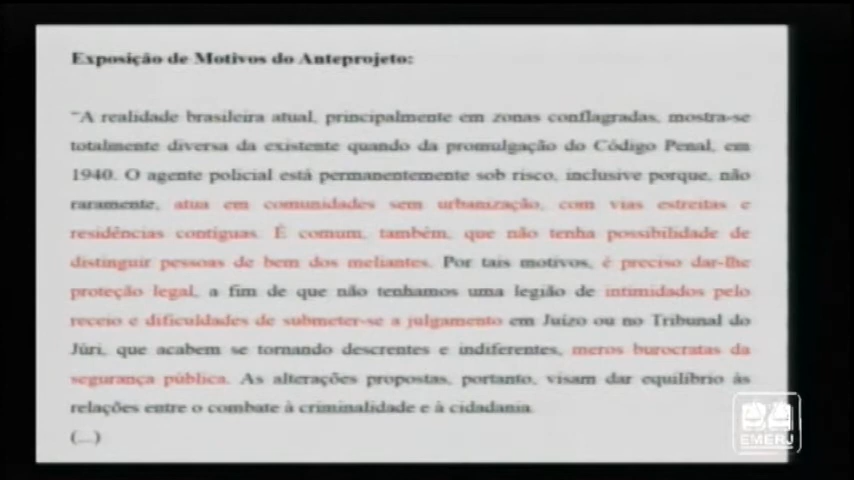 Exposição de Motivos do Anteprojeto:
"A realidade brasileira atual, principalmente em zonas conflagradas, mostra-se
totalmente diversa da existente quando da promulgação do Código Penal, em
1940. O agente policial está permanentemente sob risco, inclusive porque, não
raramente, atua em comunidades sem urbanização, com vias estreitas e
residências contíguas. É comum, também, que não tenha possibilidade de
distinguir pessoas de bem dos meliantes. Por tais motivos, é preciso dar-lhe
proteção legal, a fim de que não tenhamos uma legião de intimidados pelo
receio e dificuldades de submeter-se a julgamento em Juízo ou no Tribunal do
Júri, que acabem se tornando descrentes e indiferentes, meros burocratas da
segurança pública. As alterações propostas, portanto, visam dar equilíbrio às
relações entre o combate à criminalidade e à cidadania.
(...)
EMERJ